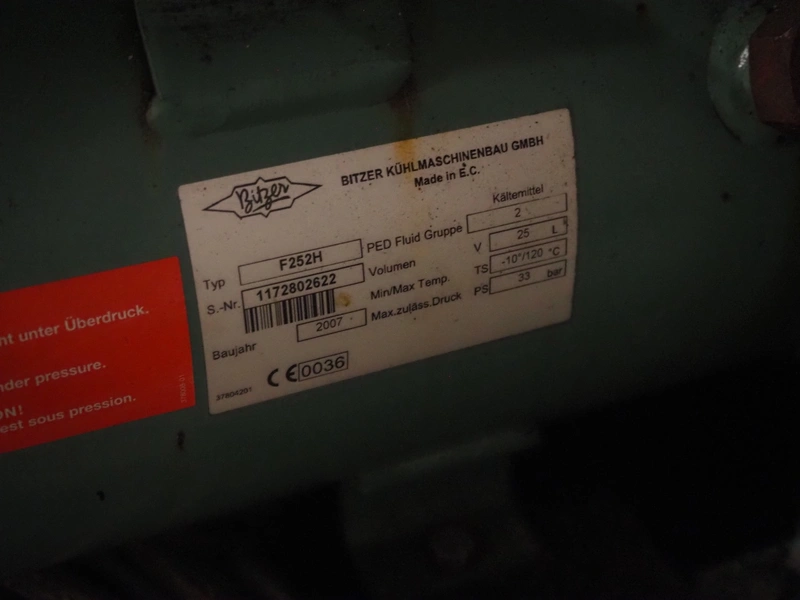 Bitzer
BITZER KÜHLMASCHINENBAU GMBH
Made in E.C.
Kältemittel
Typ F252H PED Fluid Gruppe 2
S.-Nr. 1172802622 Volumen V 25 L
Min/Max Temp. TS -10°/120 °C
Baujahr 2007 Max.zuläss.Druck PS 33 bar
CE 0036
37804201
unter Überdruck.
pressure.
ON!
est sous pression.